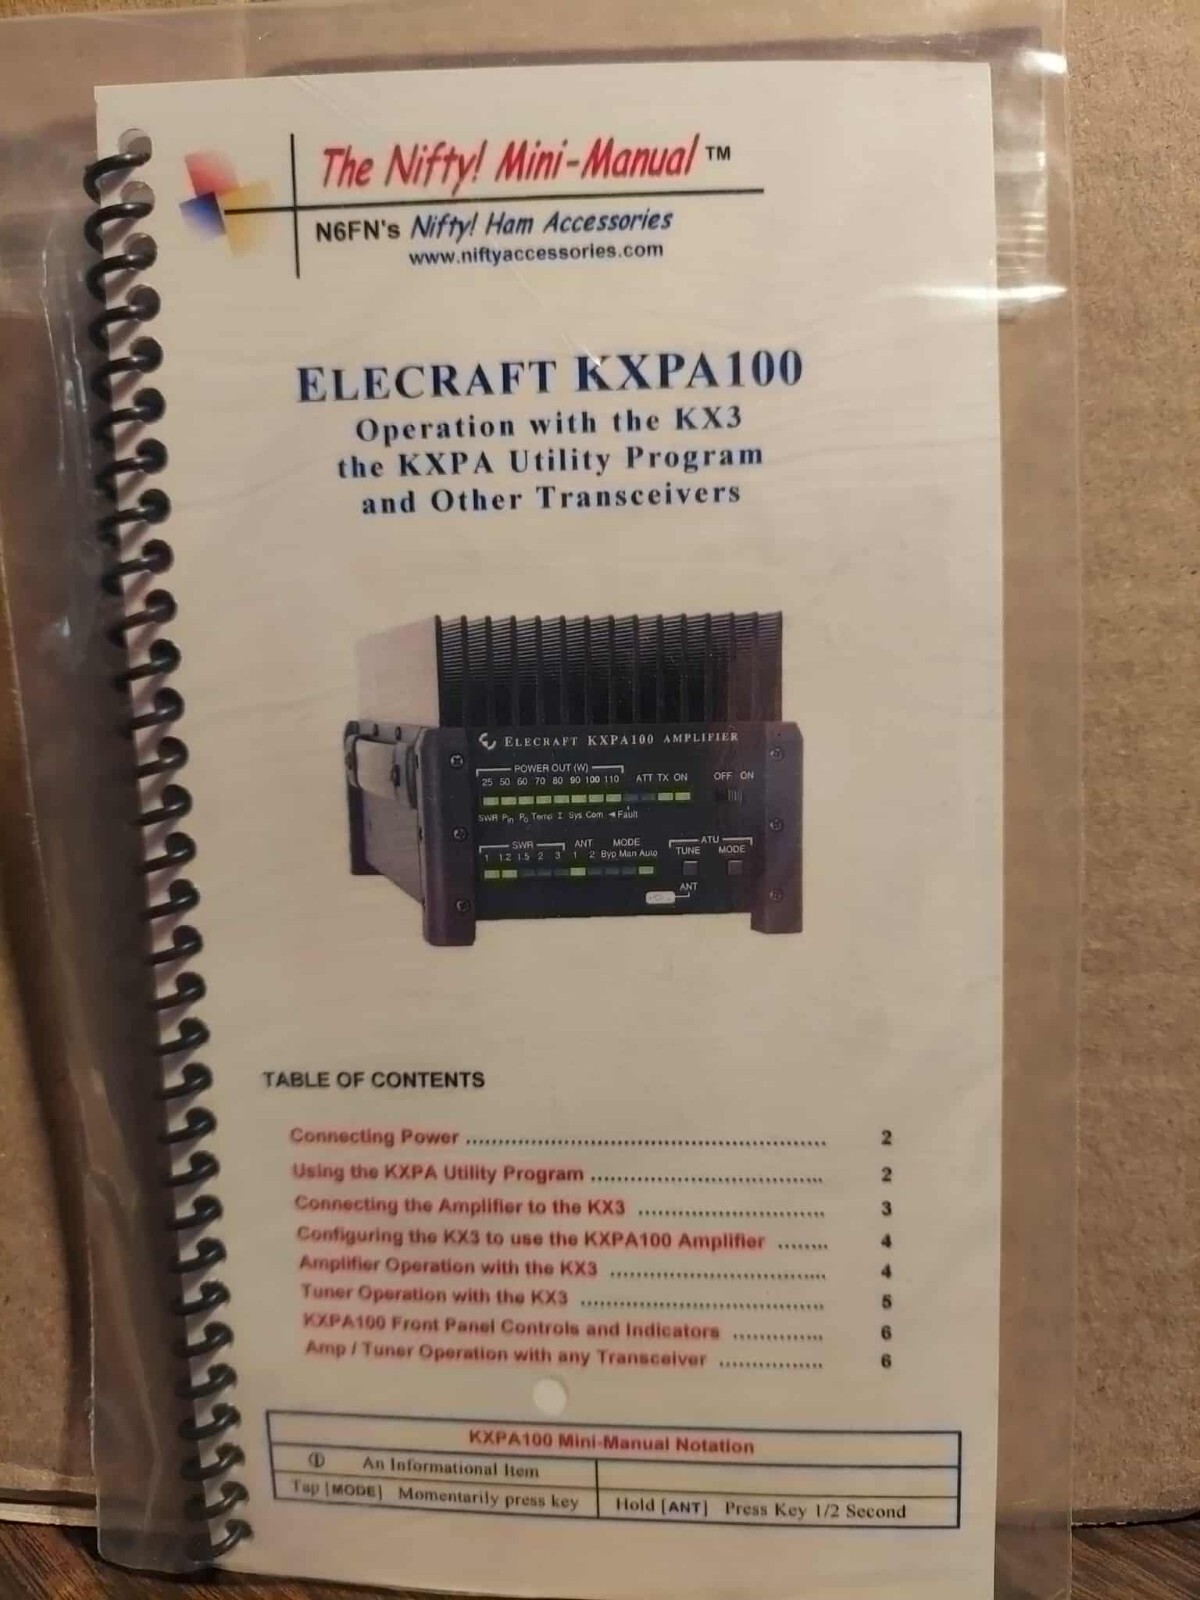 The Nifty! Mini-Manual ™
N6FN's Nifty! Ham Accessories
www.niftyaccessories.com
ELECRAFT KXPA100
Operation with the KX3
the KXPA Utility Program
and Other Transceivers
ELECRAFT KXPA100 AMPLIFIER
POWER OUT (W)
25 50 60 70 80 90 100 110 ATT TX ON OFF ON
SWR Pin Po Temp I Sys Com ◄Fault
SWR ANT MODE ATU
1 1.2 1.5 2 3 1 2 Byp Man Auto TUNE MODE
ANT
TABLE OF CONTENTS
Connecting Power ........................................................ 2
Using the KXPA Utility Program .................................... 2
Connecting the Amplifier to the KX3 ............................. 3
Configuring the KX3 to use the KXPA100 Amplifier ........ 4
Amplifier Operation with the KX3 .................................. 4
Tuner Operation with the KX3 ...................................... 5
KXPA100 Front Panel Controls and Indicators .............. 6
Amp / Tuner Operation with any Transceiver ................ 6
KXPA100 Mini-Manual Notation
ⓘ An Informational Item
Tap [MODE] Momentarily press key Hold [ANT] Press Key 1/2 Second